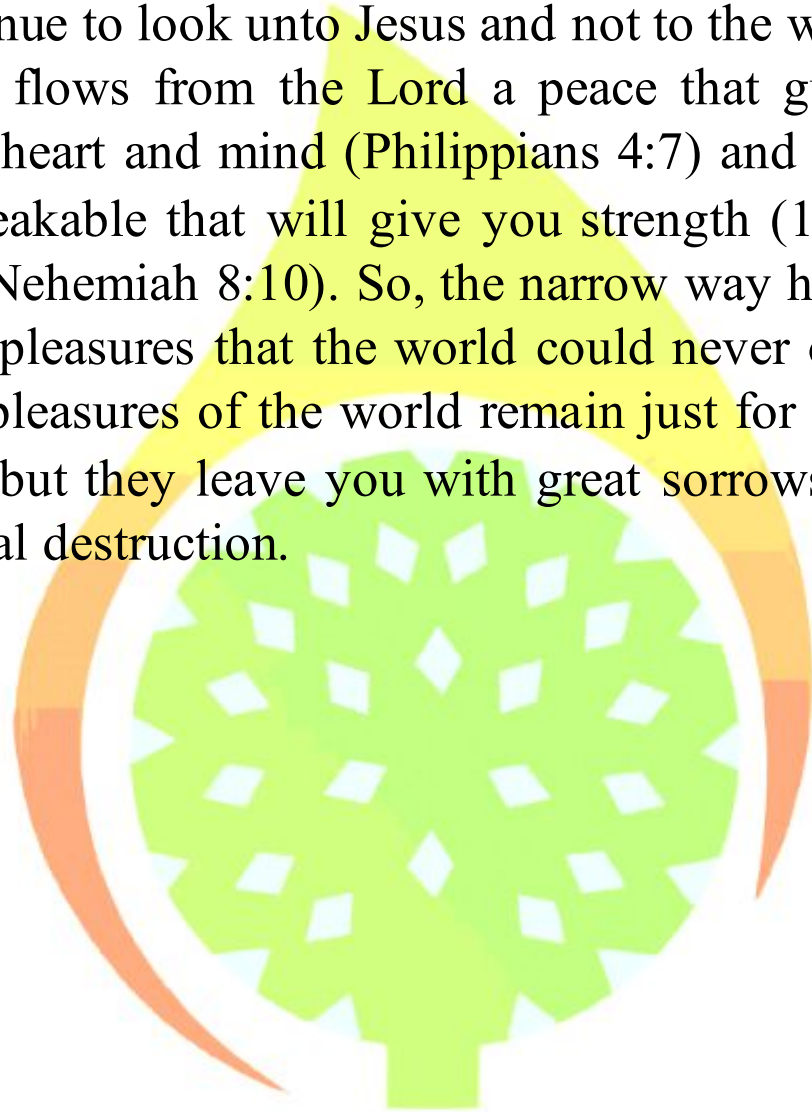 nue to look unto Jesus and not to the w
flows from the Lord a peace that g
heart and mind (Philippians 4:7) and
eakable that will give you strength (1
Nehemiah 8:10). So, the narrow way h
pleasures that the world could never
pleasures of the world remain just for
but they leave you with great sorrows
al destruction.